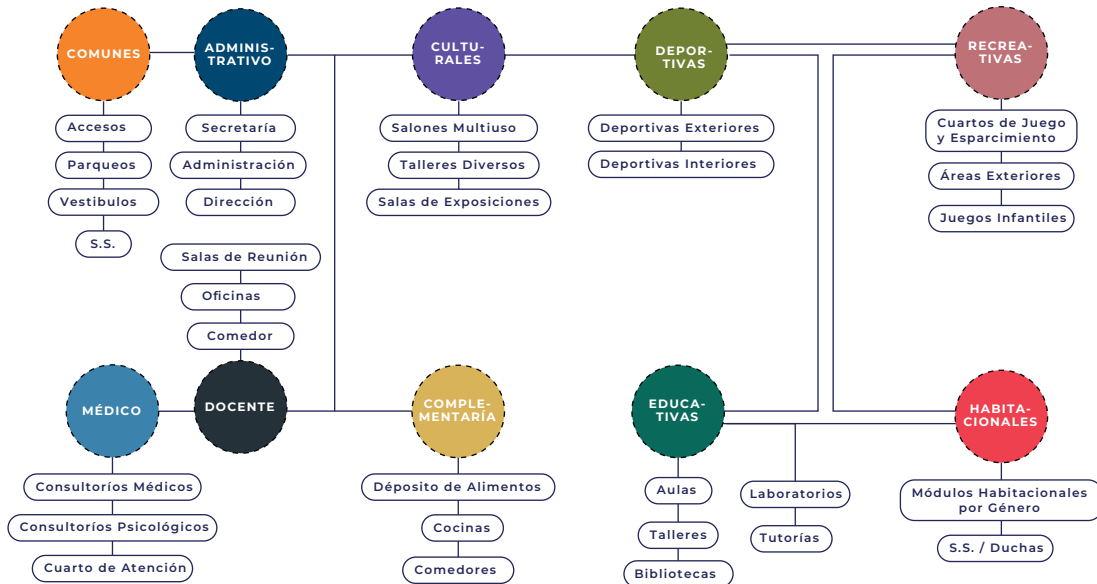 COMUNES
Accesos
Parqueos
Vestibulos
S.S.
ADMINIS-
TRATIVO
Secretaría
Administración
Dirección
CULTU-
RALES
Salones Multiuso
Talleres Diversos
Salas de Exposiciones
DEPOR-
TIVAS
Deportivas Exteriores
Deportivas Interiores
RECREA-
TIVAS
Cuartos de Juego
y Esparcimiento
Áreas Exteriores
Juegos Infantiles
MÉDICO
Consultoríos Médicos
Consultoríos Psicológicos
Cuarto de Atención
Salas de Reunión
Oficinas
Comedor
DOCENTE
COMPLE-
MENTARÍA
Déposito de Alimentos
Cocinas
Comedores
EDUCA-
TIVAS
Aulas
Talleres
Bibliotecas
Laboratorios
Tutorías
HABITA-
CIONALES
Módulos Habitacionales
por Género
S.S. / Duchas